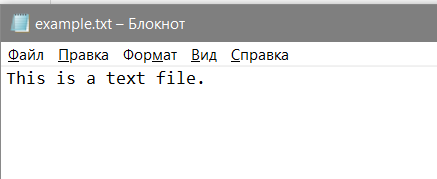 example.txt – Блокнот
Файл Правка Формат Вид Справка
This is a text file.